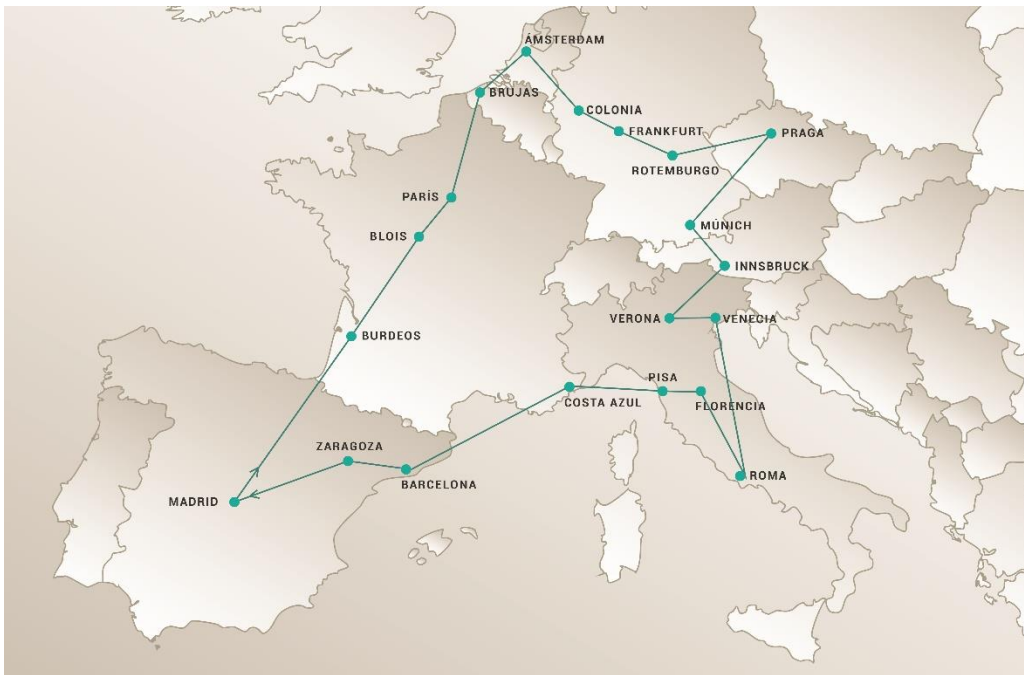 ÁMSTERDAM
BRUJAS
COLONIA
FRANKFURT
PRAGA
ROTEMBURGO
PARÍS
MÚNICH
BLOIS
INNSBRUCK
VERONA
VENECIA
BURDEOS
PISA
COSTA AZUL
FLORENCIA
ZARAGOZA
BARCELONA
ROMA
MADRID